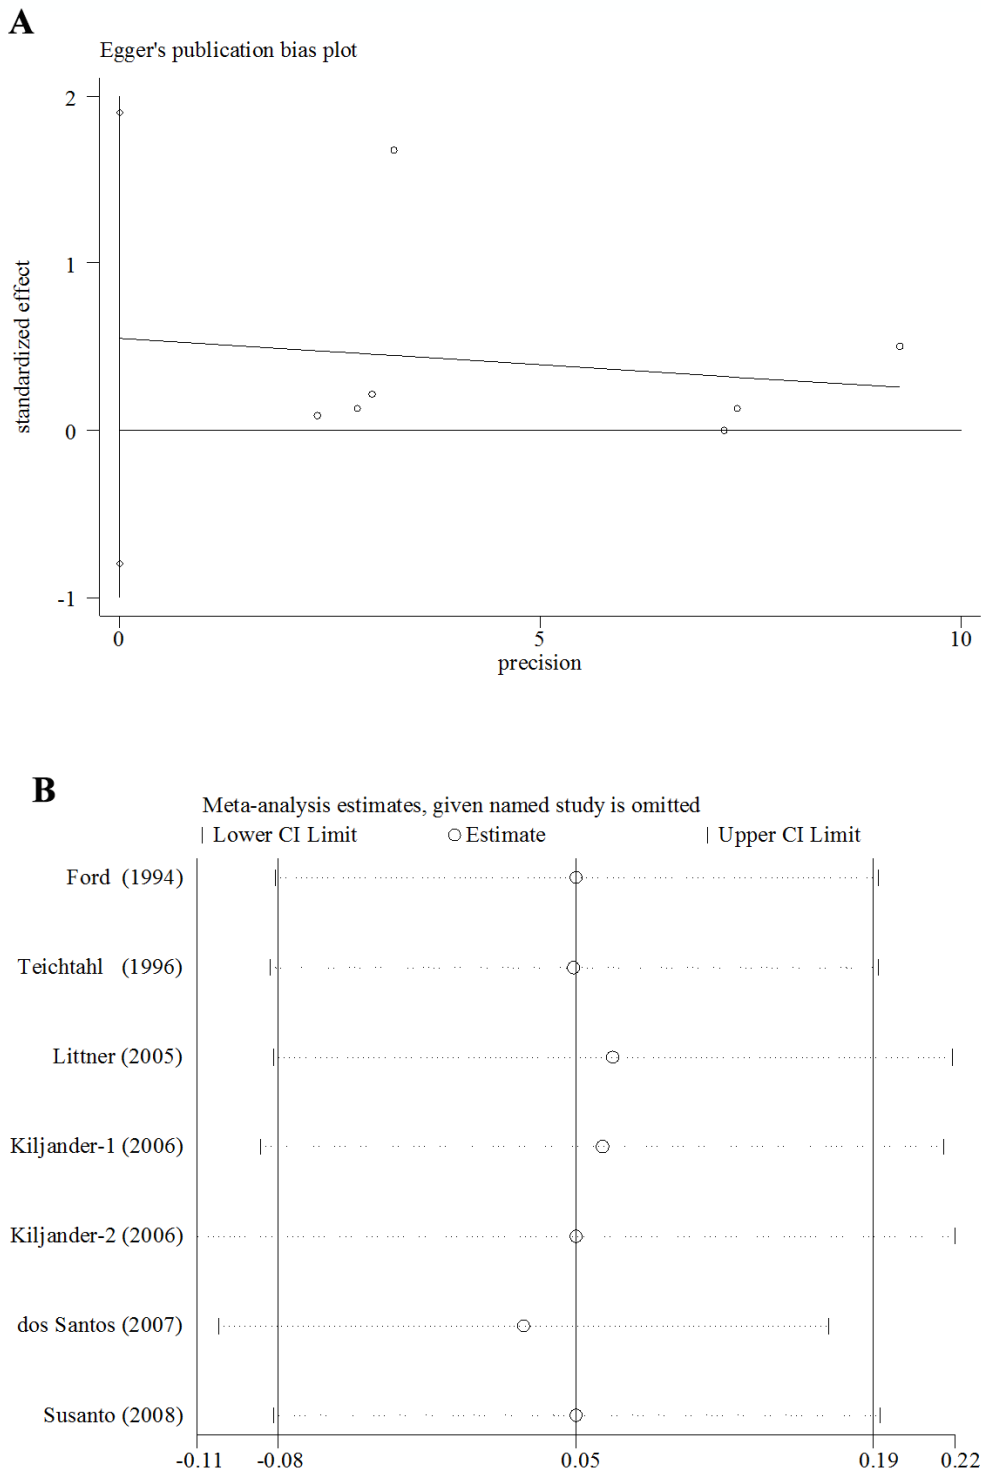 A
Egger's publication bias plot
2
1
0
-1
standardized effect
0 5 10
precision
B
Meta-analysis estimates, given named study is omitted
| Lower CI Limit ○ Estimate | Upper CI Limit
Ford (1994)
Teichtahl (1996)
Littner (2005)
Kiljander-1 (2006)
Kiljander-2 (2006)
dos Santos (2007)
Susanto (2008)
-0.11 -0.08 0.05 0.19 0.22